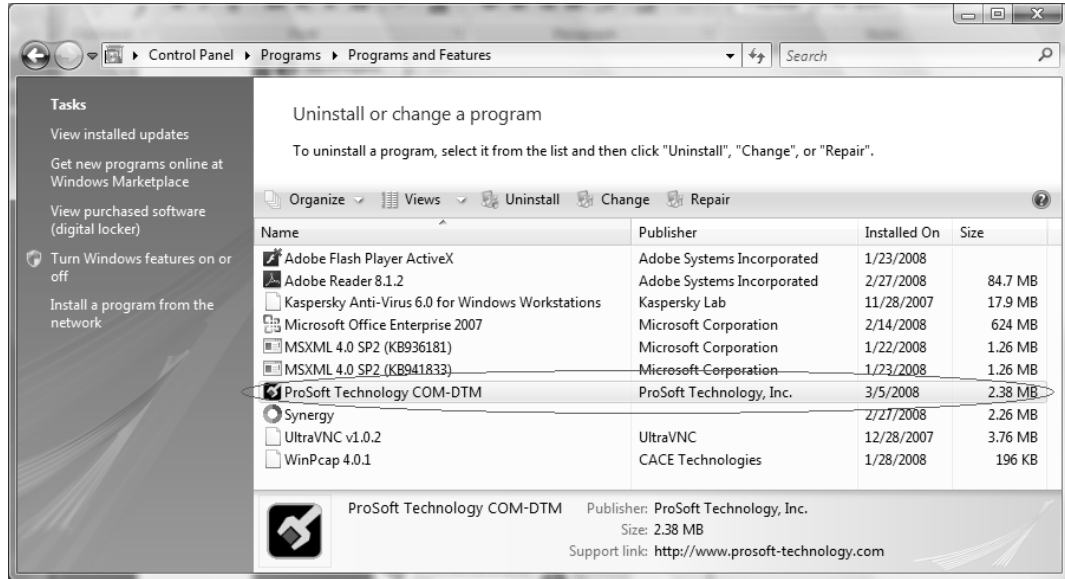 Control Panel ▸ Programs ▸ Programs and Features Search
Tasks
View installed updates
Get new programs online at
Windows Marketplace
View purchased software
(digital locker)
Turn Windows features on or
off
Install a program from the
network
Uninstall or change a program
To uninstall a program, select it from the list and then click "Uninstall", "Change", or "Repair".
Organize Views Uninstall Change Repair
Name Publisher Installed On Size
Adobe Flash Player ActiveX Adobe Systems Incorporated 1/23/2008
Adobe Reader 8.1.2 Adobe Systems Incorporated 2/27/2008 84.7 MB
Kaspersky Anti-Virus 6.0 for Windows Workstations Kaspersky Lab 11/28/2007 17.9 MB
Microsoft Office Enterprise 2007 Microsoft Corporation 2/14/2008 624 MB
MSXML 4.0 SP2 (KB936181) Microsoft Corporation 1/22/2008 1.26 MB
MSXML 4.0 SP2 (KB941833) Microsoft Corporation 1/23/2008 1.26 MB
ProSoft Technology COM-DTM ProSoft Technology, Inc. 3/5/2008 2.38 MB
Synergy 2/27/2008 2.26 MB
UltraVNC v1.0.2 UltraVNC 12/28/2007 3.76 MB
WinPcap 4.0.1 CACE Technologies 1/28/2008 196 KB
ProSoft Technology COM-DTM Publisher: ProSoft Technology, Inc.
Size: 2.38 MB
Support link: http://www.prosoft-technology.com